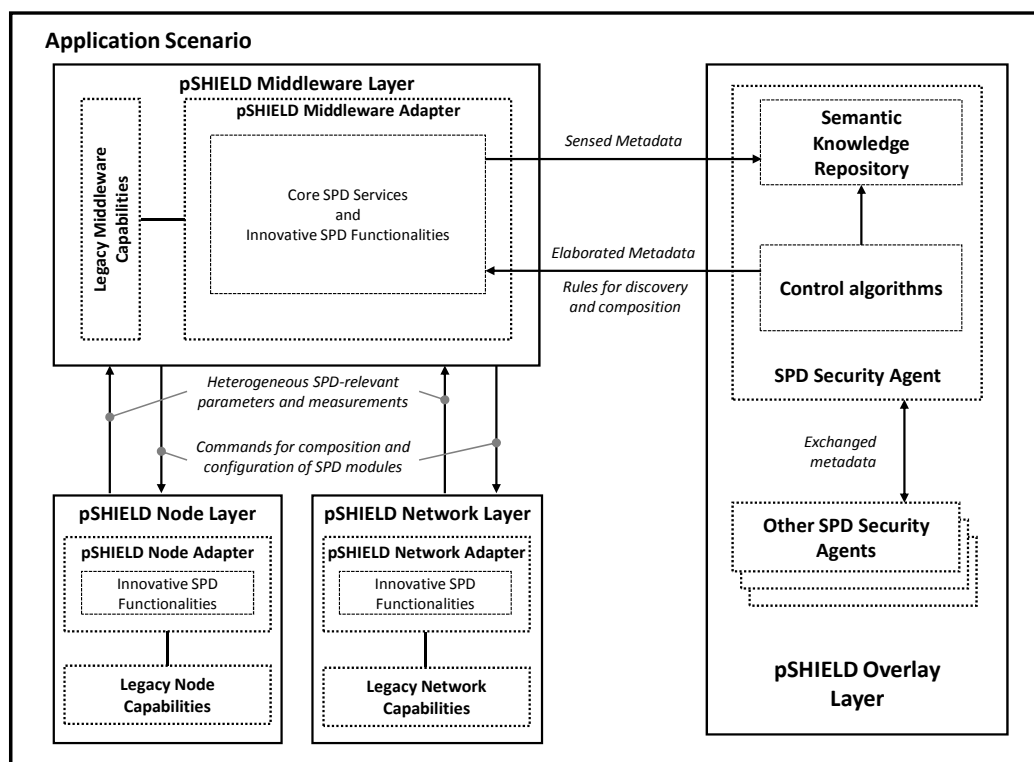 Application Scenario
pSHIELD Middleware Layer
pSHIELD Middleware Adapter
Legacy Middleware
Capabilities
Core SPD Services
and
Innovative SPD Functionalities
Sensed Metadata
Elaborated Metadata
Rules for discovery
and composition
Semantic
Knowledge
Repository
Control algorithms
SPD Security Agent
Exchanged
metadata
Other SPD Security
Agents
pSHIELD Overlay
Layer
Heterogeneous SPD-relevant
parameters and measurements
Commands for composition and
configuration of SPD modules
pSHIELD Node Layer
pSHIELD Node Adapter
Innovative SPD
Functionalities
Legacy Node
Capabilities
pSHIELD Network Layer
pSHIELD Network Adapter
Innovative SPD
Functionalities
Legacy Network
Capabilities